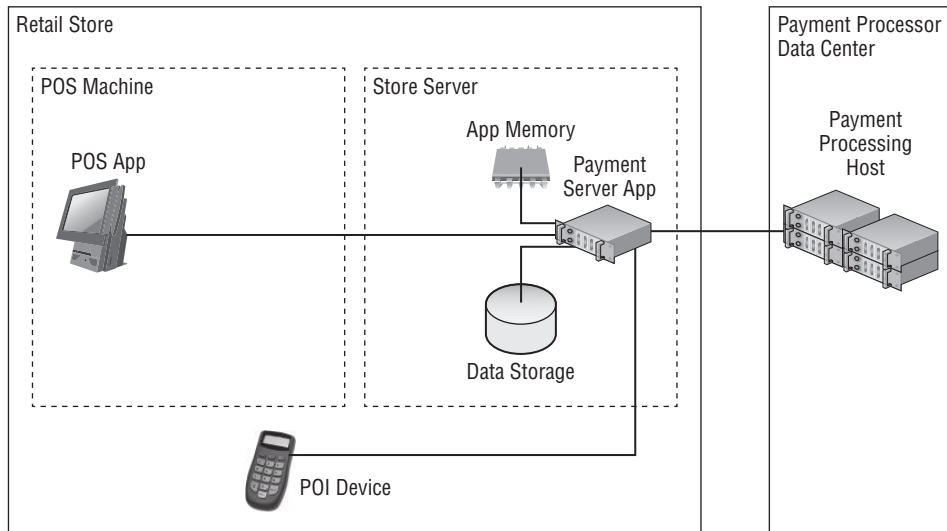 Retail Store
POS Machine
POS App
Store Server
App Memory
Payment
Server App
Data Storage
POI Device
Payment Processor
Data Center
Payment
Processing
Host